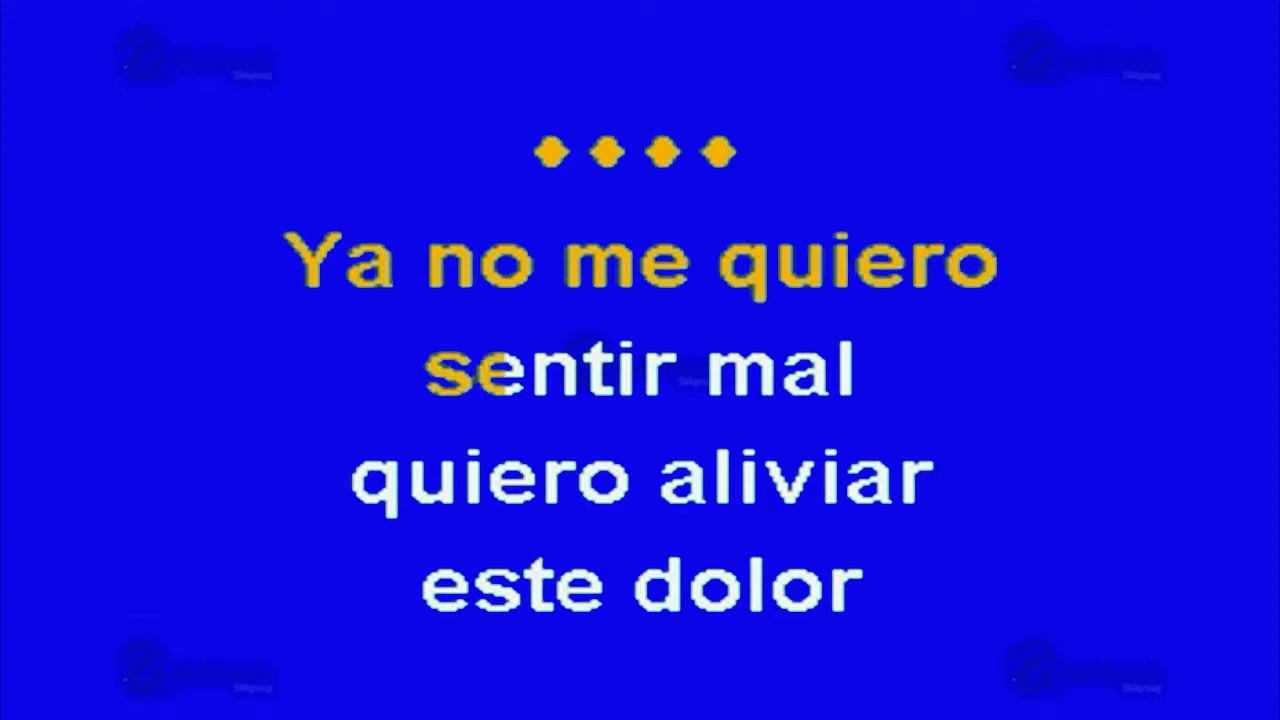 Ya no me quiero
sentir mal
quiero aliviar
este dolor